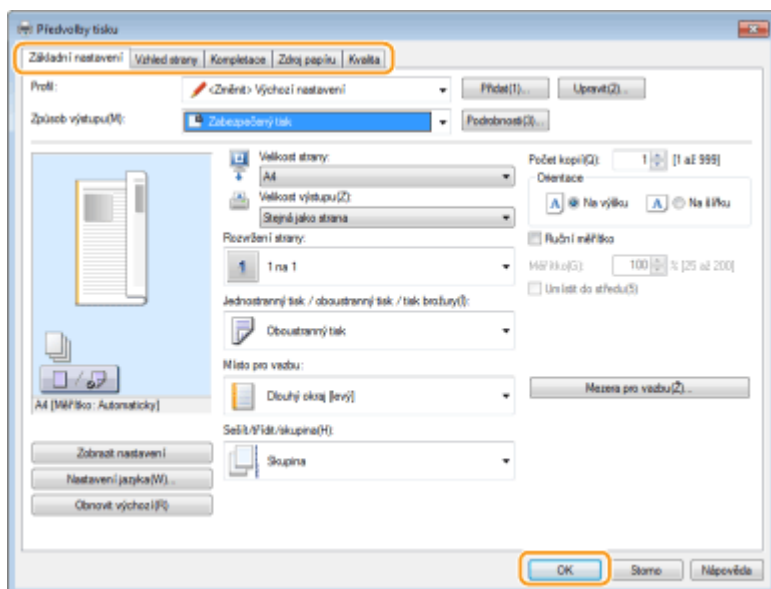 Předvolby tisku
Základní nastavení Vzhled strany Kompletace Zdroj papíru Kvalita
Profil: <Změnit> Výchozí nastavení Přidat(1)... Upravit(2)...
Způsob výstupu(M): Zabezpečený tisk Podrobnosti(3)...
Velikost strany: Počet kopií(Q): 1 [1 až 999]
A4 Orientace
Velikost výstupu(Z): A Na výšku A Na šířku
Stejná jako strana
Rozvržení strany: Ruční měřítko
1 1 na 1 Měřítko(G): 100 % [25 až 200]
Umístit do středu(5)
Jednostranný tisk / oboustranný tisk / tisk brožury(I):
Oboustranný tisk
Místo pro vazbu:
Dlouhý okraj [levý] Mezera pro vazbu(Ž)...
A4 [Měřítko: Automaticky]
Sešít/třídit/skupina(H):
Zobrazit nastavení Skupina
Nastavení jazyka(W)...
Obnovit výchozí(R)
OK Storno Nápověda